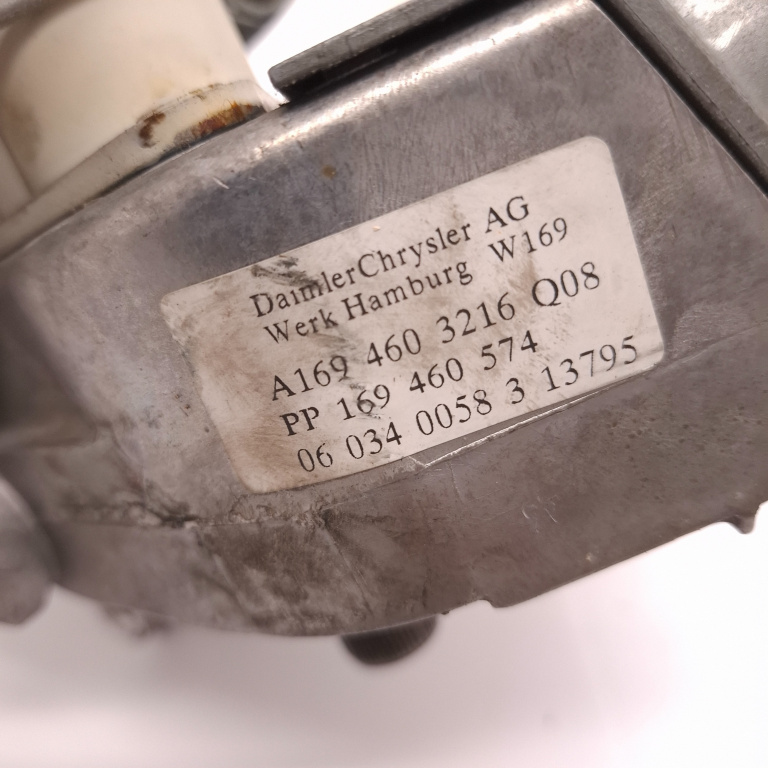 DaimlerChrysler AG
Werk Hamburg W169
A169 460 3216 Q08
PP 169 460 574
06 034 0058 3 13795